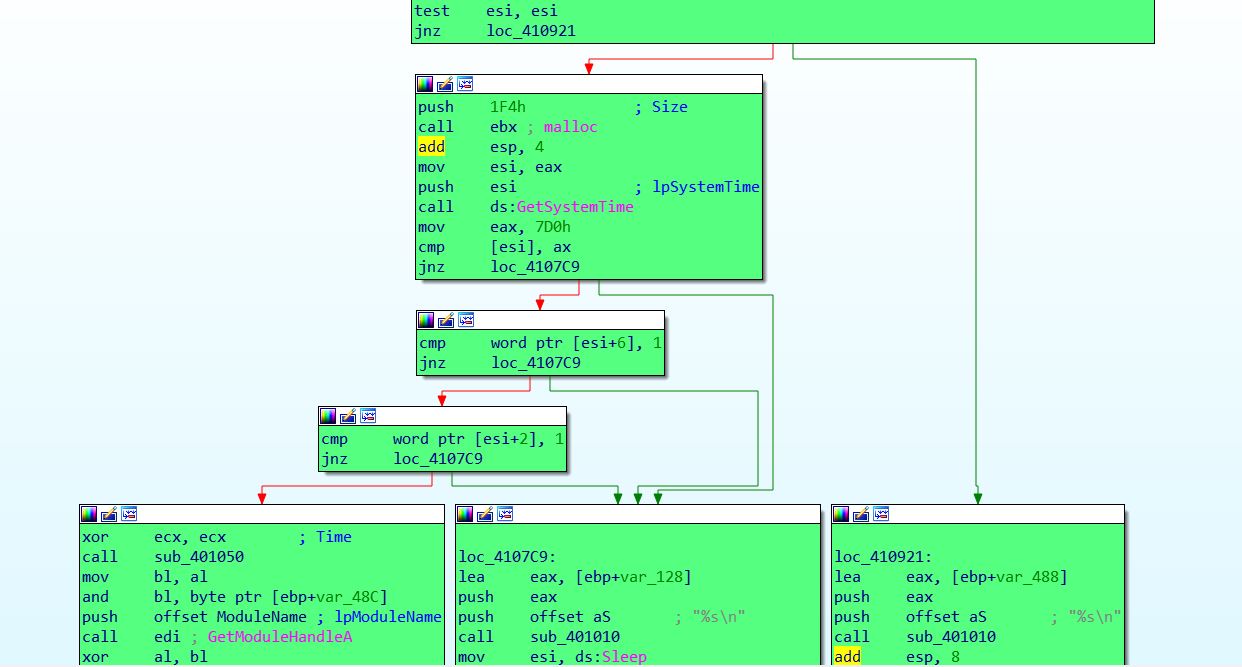 test esi, esi
jnz loc_410921
push 1F4h ; Size
call ebx ; malloc
add esp, 4
mov esi, eax
push esi ; lpSystemTime
call ds:GetSystemTime
mov eax, 7D0h
cmp [esi], ax
jnz loc_4107C9
cmp word ptr [esi+6], 1
jnz loc_4107C9
cmp word ptr [esi+2], 1
jnz loc_4107C9
xor ecx, ecx ; Time
call sub_401050
mov bl, al
and bl, byte ptr [ebp+var_48C]
push offset ModuleName ; lpModuleName
call edi ; GetModuleHandleA
xor al, bl
loc_4107C9:
lea eax, [ebp+var_128]
push eax
push offset aS ; "%s\n"
call sub_401010
mov esi, ds:Sleep
loc_410921:
lea eax, [ebp+var_488]
push eax
push offset aS ; "%s\n"
call sub_401010
add esp, 8